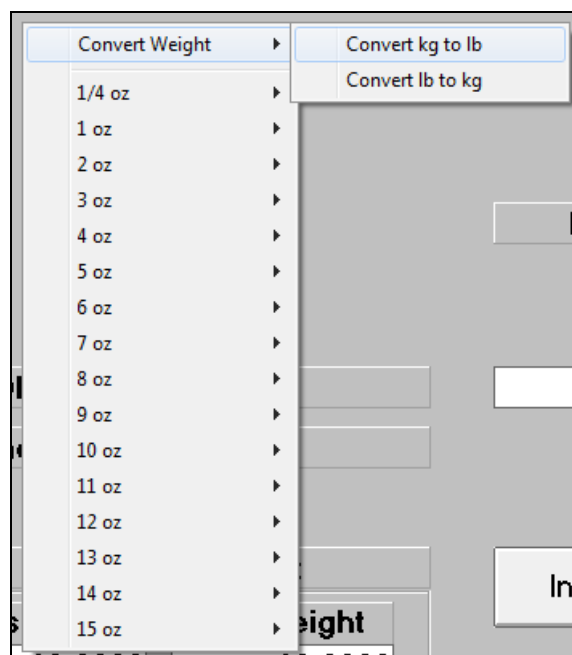 Convert Weight
Convert kg to lb
Convert lb to kg
1/4 oz
1 oz
2 oz
3 oz
4 oz
5 oz
6 oz
7 oz
8 oz
9 oz
10 oz
11 oz
12 oz
13 oz
14 oz
15 oz
In
eight